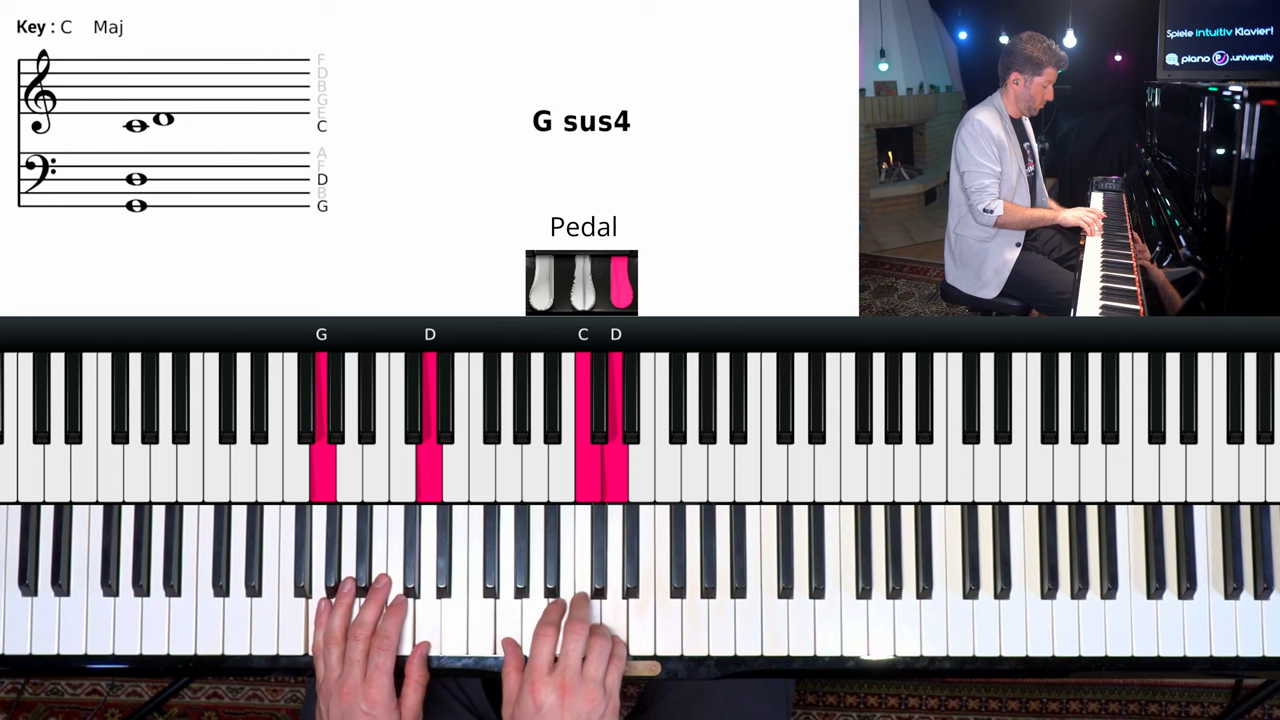 Key : C Maj
F
D
B
G
E
C
A
F
D
B
G
G sus4
Pedal
Spiele intuitiv Klavier!
piano .university
G D C D